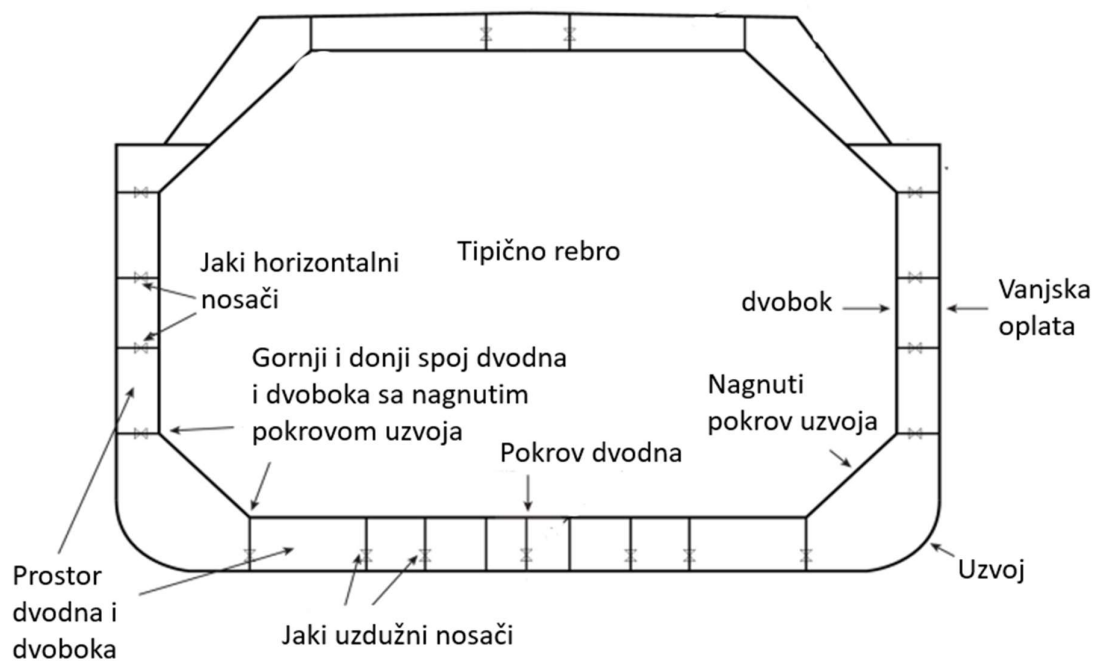 Tipično rebro
Jaki horizontalni
nosači
dvobok
Vanjska
oplata
Gornji i donji spoj dvodna
i dvoboka sa nagnutim
pokrovom uzvoja
Nagnuti
pokrov uzvoja
Pokrov dvodna
Prostor
dvodna i
dvoboka
Jaki uzdužni nosači
Uzvoj